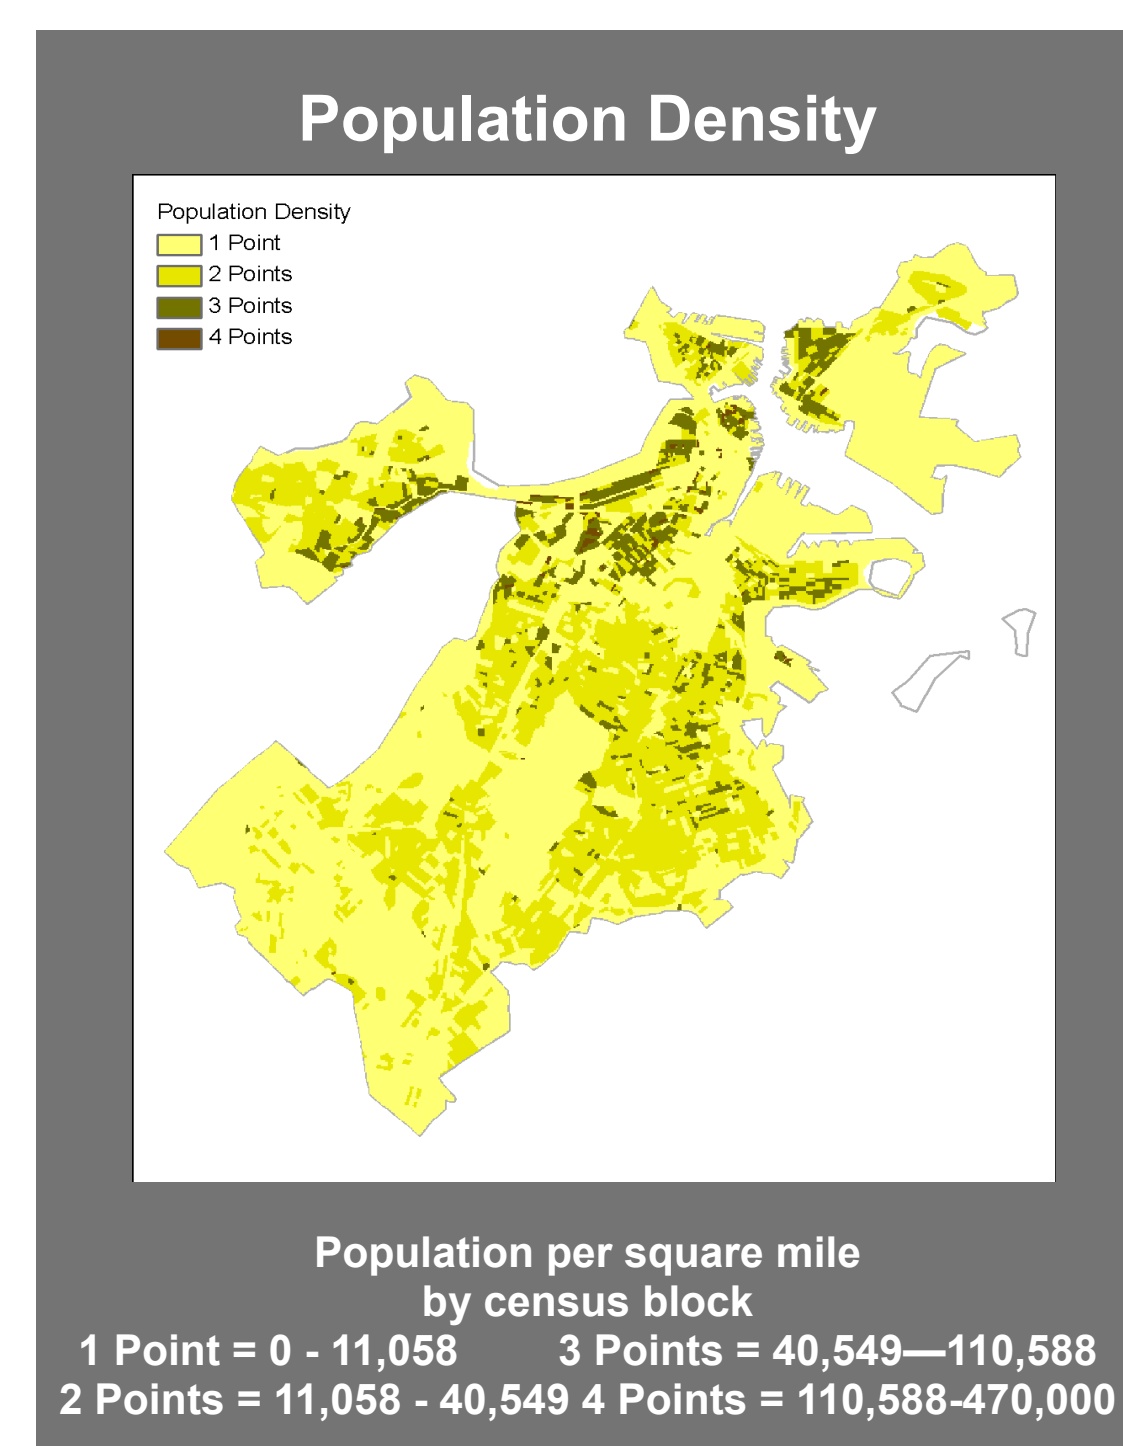 Population Density
Population Density
1 Point
2 Points
3 Points
4 Points
Population per square mile
by census block
1 Point = 0 - 11,058 3 Points = 40,549—110,588
2 Points = 11,058 - 40,549 4 Points = 110,588-470,000